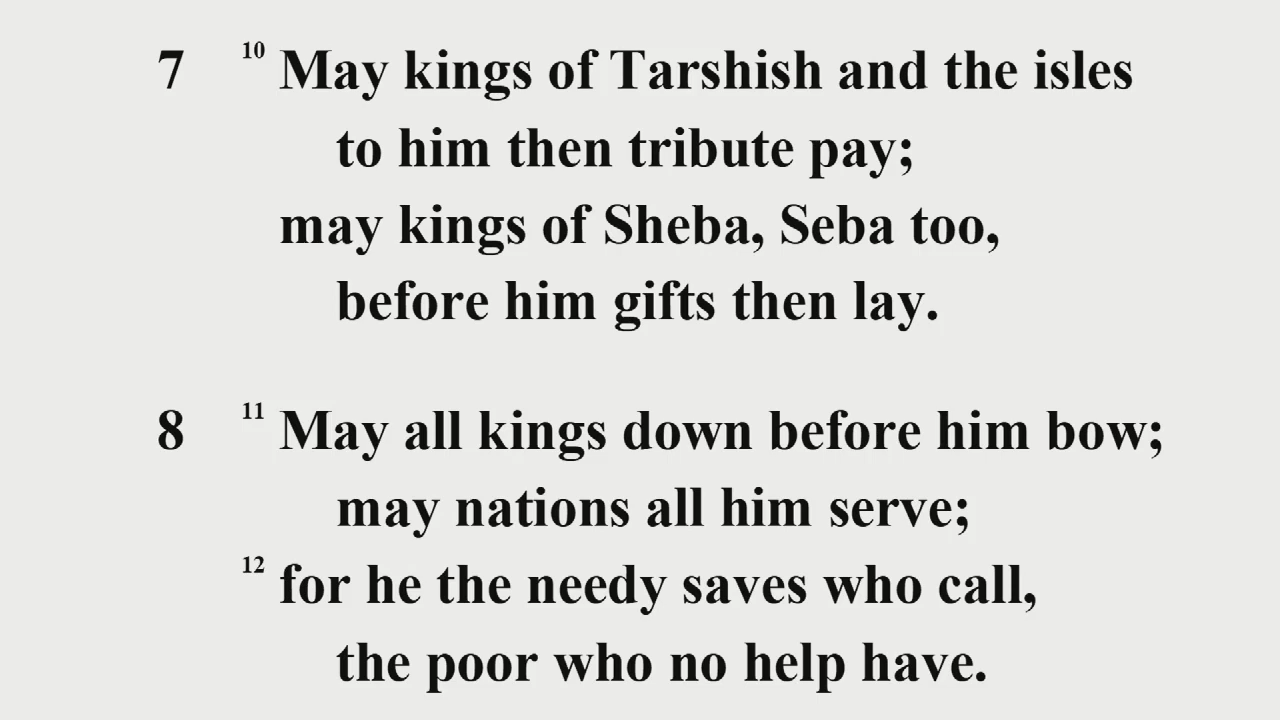 7 10 May kings of Tarshish and the isles
to him then tribute pay;
may kings of Sheba, Seba too,
before him gifts then lay.
8 11 May all kings down before him bow;
may nations all him serve;
12 for he the needy saves who call,
the poor who no help have.